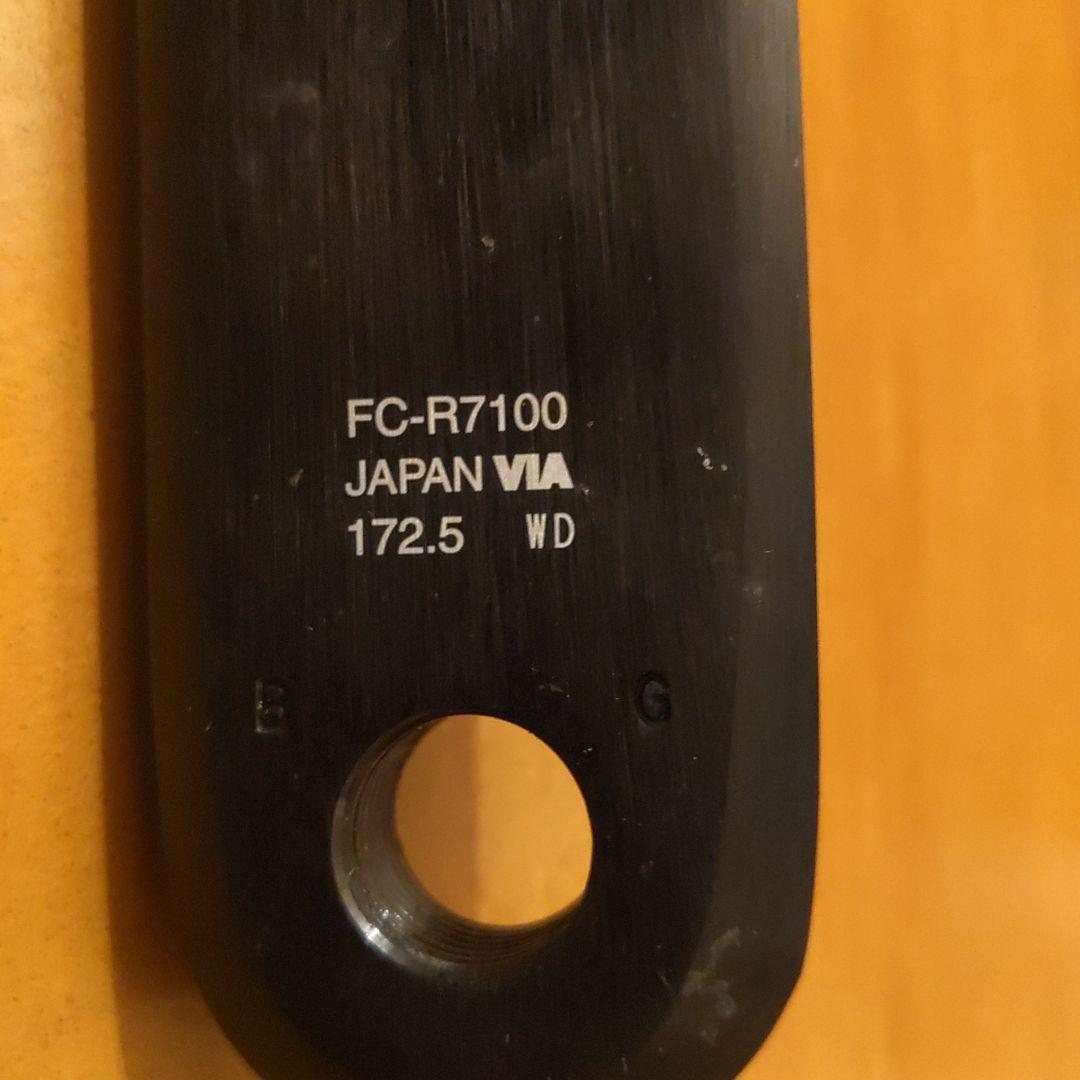 FC-R7100
JAPAN VIA
172.5 WD
G